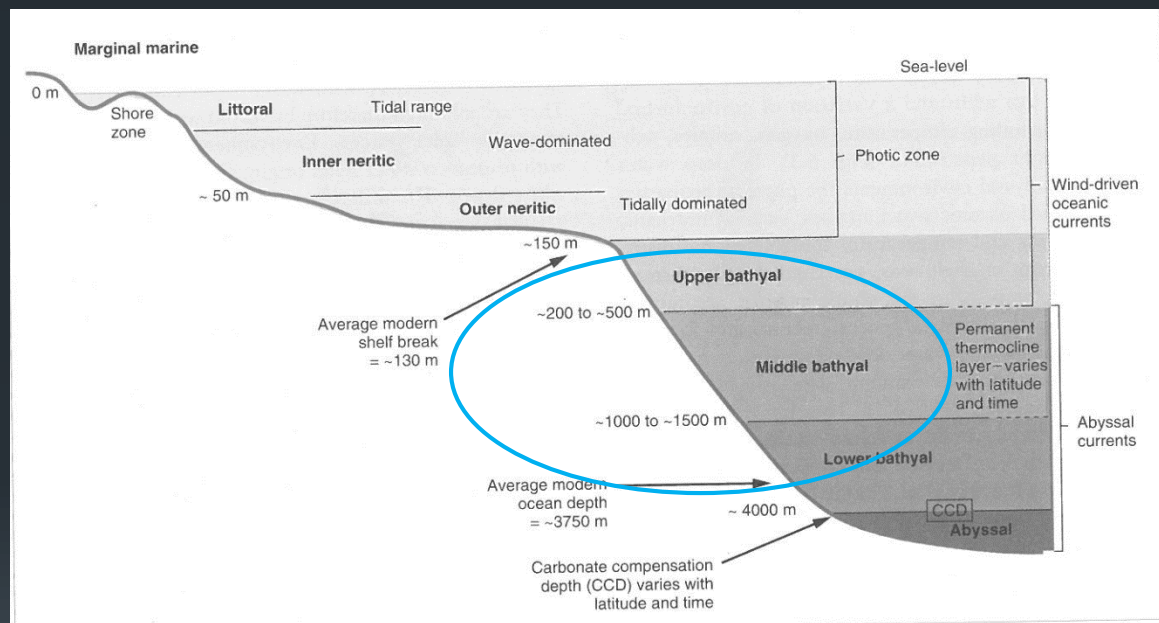 Marginal marine
Sea-level
0 m
Shore
zone
Littoral
Tidal range
Wave-dominated
Inner neritic
Photic zone
~ 50 m
Outer neritic
Tidally dominated
Wind-driven
oceanic
currents
~150 m
Upper bathyal
Average modern
shelf break
= ~130 m
~200 to ~500 m
Permanent
thermocline
layer–varies
with latitude
and time
Middle bathyal
~1000 to ~1500 m
Abyssal
currents
Lower bathyal
Average modern
ocean depth
= ~3750 m
~ 4000 m
CCD
Abyssal
Carbonate compensation
depth (CCD) varies with
latitude and time